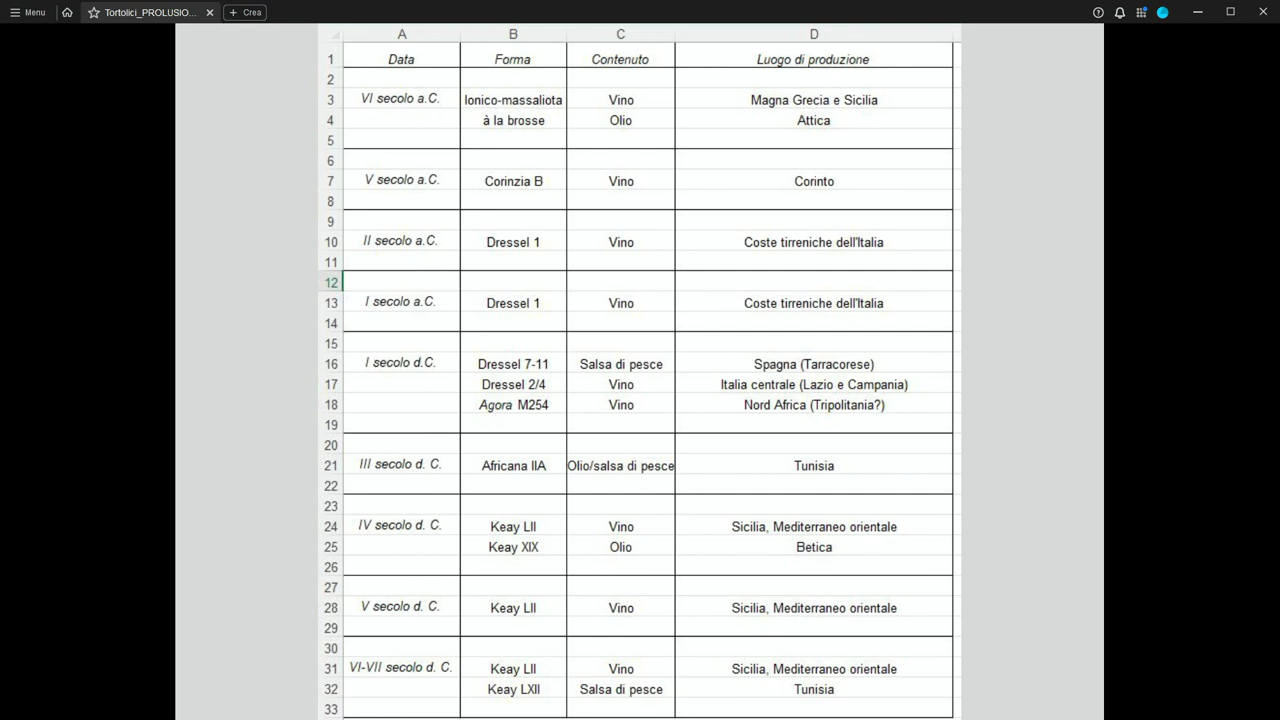 Menu Tortolici_PROLUSIO... Crea
A B C D
1 Data Forma Contenuto Luogo di produzione
2
3 VI secolo a.C. Ionico-massaliota Vino Magna Grecia e Sicilia
4 à la brosse Olio Attica
5
6
7 V secolo a.C. Corinzia B Vino Corinto
8
9
10 II secolo a.C. Dressel 1 Vino Coste tirreniche dell'Italia
11
12
13 I secolo a.C. Dressel 1 Vino Coste tirreniche dell'Italia
14
15
16 I secolo d.C. Dressel 7-11 Salsa di pesce Spagna (Tarracorese)
17 Dressel 2/4 Vino Italia centrale (Lazio e Campania)
18 Agora M254 Vino Nord Africa (Tripolitania?)
19
20
21 III secolo d. C. Africana IIA Olio/salsa di pesce Tunisia
22
23
24 IV secolo d. C. Keay LII Vino Sicilia, Mediterraneo orientale
25 Keay XIX Olio Betica
26
27
28 V secolo d. C. Keay LII Vino Sicilia, Mediterraneo orientale
29
30
31 VI-VII secolo d. C. Keay LII Vino Sicilia, Mediterraneo orientale
32 Keay LXII Salsa di pesce Tunisia
33